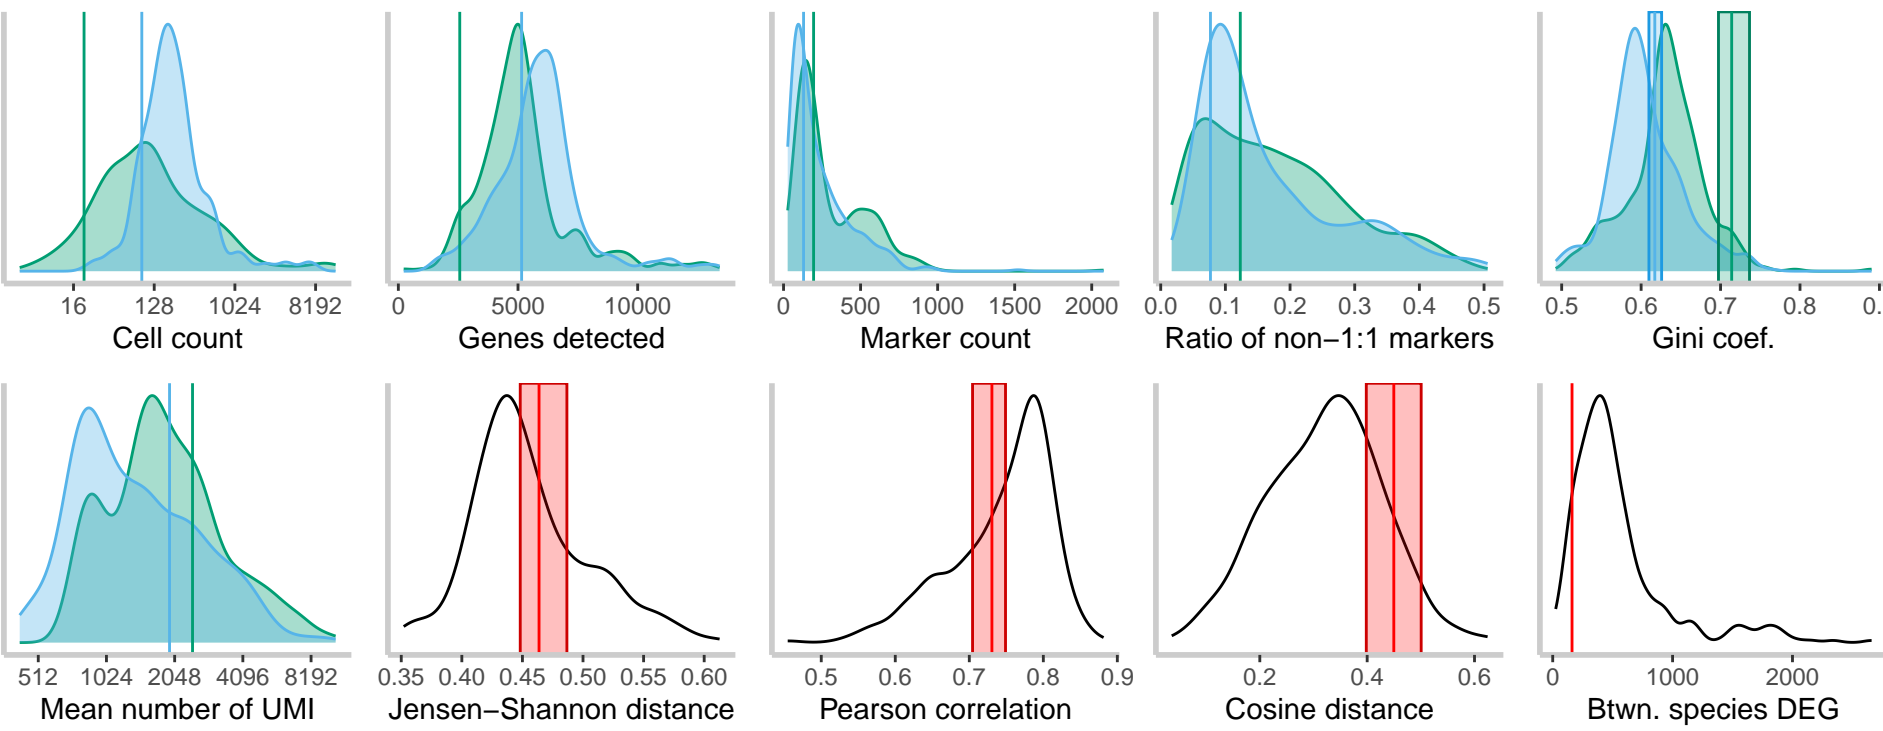 16 128 1024 8192
Cell count
0 5000 10000
Genes detected
0 500 1000 1500 2000
Marker count
0.0 0.1 0.2 0.3 0.4 0.5
Ratio of non−1:1 markers
0.5 0.6 0.7 0.8 0.
Gini coef.
512 1024 2048 4096 8192
Mean number of UMI
0.35 0.40 0.45 0.50 0.55 0.60
Jensen−Shannon distance
0.5 0.6 0.7 0.8 0.9
Pearson correlation
0.2 0.4 0.6
Cosine distance
0 1000 2000
Btwn. species DEG